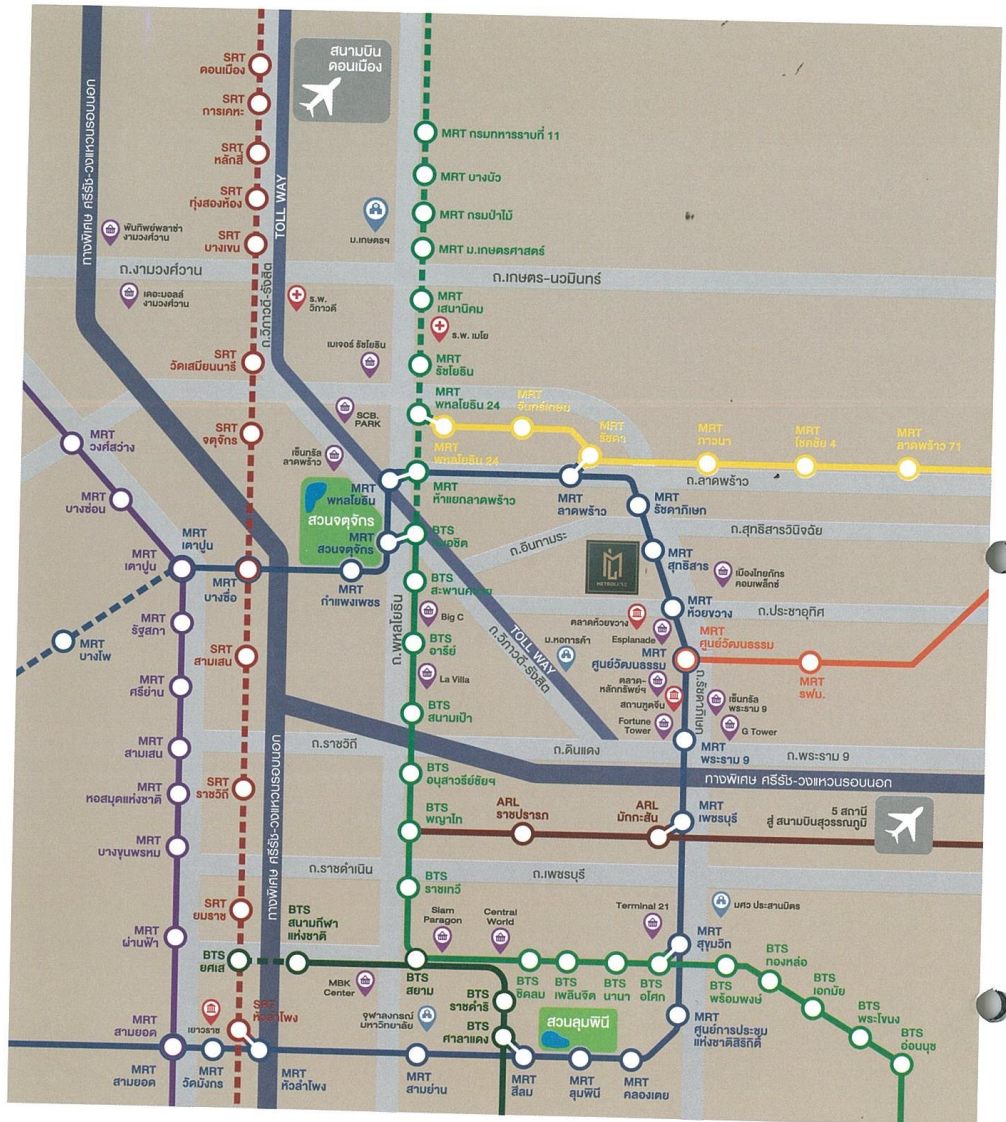 SRT
ดอนเมือง
สนามบิน
ดอนเมือง
SRT
การเคหะ
ทางพิเศษ ศรีรัช-วงแหวนรอบนอก
MRT กรมทหารราบที่ 11
SRT
หลักสี่
MRT บางบัว
SRT
ทุ่งสองห้อง
TOLL WAY
ม.เกษตรฯ
MRT กรมป่าไม้
พันทิพย์พลาซ่า
งามวงศ์วาน
SRT
บางเขน
MRT ม.เกษตรศาสตร์
ถ.งามวงศ์วาน
ถ.เกษตร-นวมินทร์
เดอะมอลล์
งามวงศ์วาน
ถ.วิภาวดี-รังสิต
ร.พ.
วิภาวดี
MRT
เสนานิคม
ร.พ. เมโย
เมเจอร์ รัชโยธิน
SRT
วัดเสมียนนารี
MRT
รัชโยธิน
MRT
พหลโยธิน 24
MRT
จันทรเกษม
SCB.
PARK
MRT
พหลโยธิน 24
MRT
รัชดา
MRT
ภาวนา
MRT
โชคชัย 4
MRT
ลาดพร้าว 71
MRT
วงศ์สว่าง
SRT
จตุจักร
เซ็นทรัล
ลาดพร้าว
ถ.ลาดพร้าว
MRT
พหลโยธิน
MRT
ห้าแยกลาดพร้าว
MRT
ลาดพร้าว
MRT
รัชดาภิเษก
MRT
บางซ่อน
สวนจตุจักร
ถ.สุทธิสารวินิจฉัย
MRT
เตาปูน
MRT
เตาปูน
MRT
สวนจตุจักร
BTS
หมอชิต
ถ.อินทามระ
MRT
สุทธิสาร
MRT
บางซื่อ
MRT
กำแพงเพชร
BTS
สะพานควาย
เมืองไทยภัทร
คอมเพล็กซ์
MRT
ห้วยขวาง
ถ.ประชาอุทิศ
MRT
รัฐสภา
MRT
บางโพ
ถ.พหลโยธิน
Big C
ตลาดห้วยขวาง
Esplanade
TOLL WAY
ถ.วิภาวดี-รังสิต
ม.หอการค้า
MRT
ศูนย์วัฒนธรรม
SRT
สามเสน
BTS
อารีย์
MRT
ศูนย์วัฒนธรรม
MRT
รฟม.
MRT
ศรีย่าน
La Villa
ตลาด-
หลักทรัพย์ฯ
สถานทูตจีน
ถ.รัชดาภิเษก
เซ็นทรัล
พระราม 9
BTS
สนามเป้า
Fortune
Tower
G Tower
MRT
สามเสน
ถ.ราชวิถี
ถ.ดินแดง
MRT
พระราม 9
ถ.พระราม 9
ทางพิเศษ ศรีรัช-วงแหวนรอบนอก
BTS
อนุสาวรีย์ชัยฯ
MRT
หอสมุดแห่งชาติ
SRT
ราชวิถี
ทางพิเศษ ศรีรัช-วงแหวนรอบนอก
BTS
พญาไท
ARL
ราชปรารภ
ARL
มักกะสัน
MRT
เพชรบุรี
5 สถานี
สู่ สนามบินสุวรรณภูมิ
MRT
บางขุนพรหม
ถ.ราชดำเนิน
BTS
ราชเทวี
ถ.เพชรบุรี
SRT
ยมราช
BTS
สนามกีฬา
แห่งชาติ
Siam
Paragon
Central
World
Terminal 21
มศว ประสานมิตร
MRT
ผ่านฟ้า
MRT
สุขุมวิท
BTS
ยศเส
BTS
สยาม
BTS
ชิดลม
BTS
เพลินจิต
BTS
นานา
BTS
อโศก
BTS
พร้อมพงษ์
BTS
ทองหล่อ
BTS
เอกมัย
BTS
พระโขนง
BTS
อ่อนนุช
MBK
Center
BTS
ราชดำริ
จุฬาลงกรณ์
มหาวิทยาลัย
BTS
ศาลาแดง
สวนลุมพินี
MRT
ศูนย์การประชุม
แห่งชาติสิริกิติ์
MRT
สามยอด
เยาวราช
SRT
หัวลำโพง
MRT
สามยอด
MRT
วัดมังกร
MRT
หัวลำโพง
MRT
สามย่าน
MRT
สีลม
MRT
ลุมพินี
MRT
คลองเตย